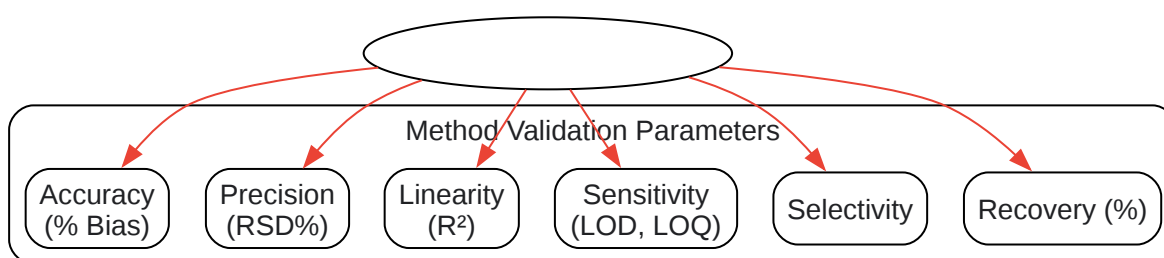 Method Validation Parameters
Accuracy
(% Bias)
Precision
(RSD%)
Linearity
(R²)
Sensitivity
(LOD, LOQ)
Selectivity
Recovery (%)